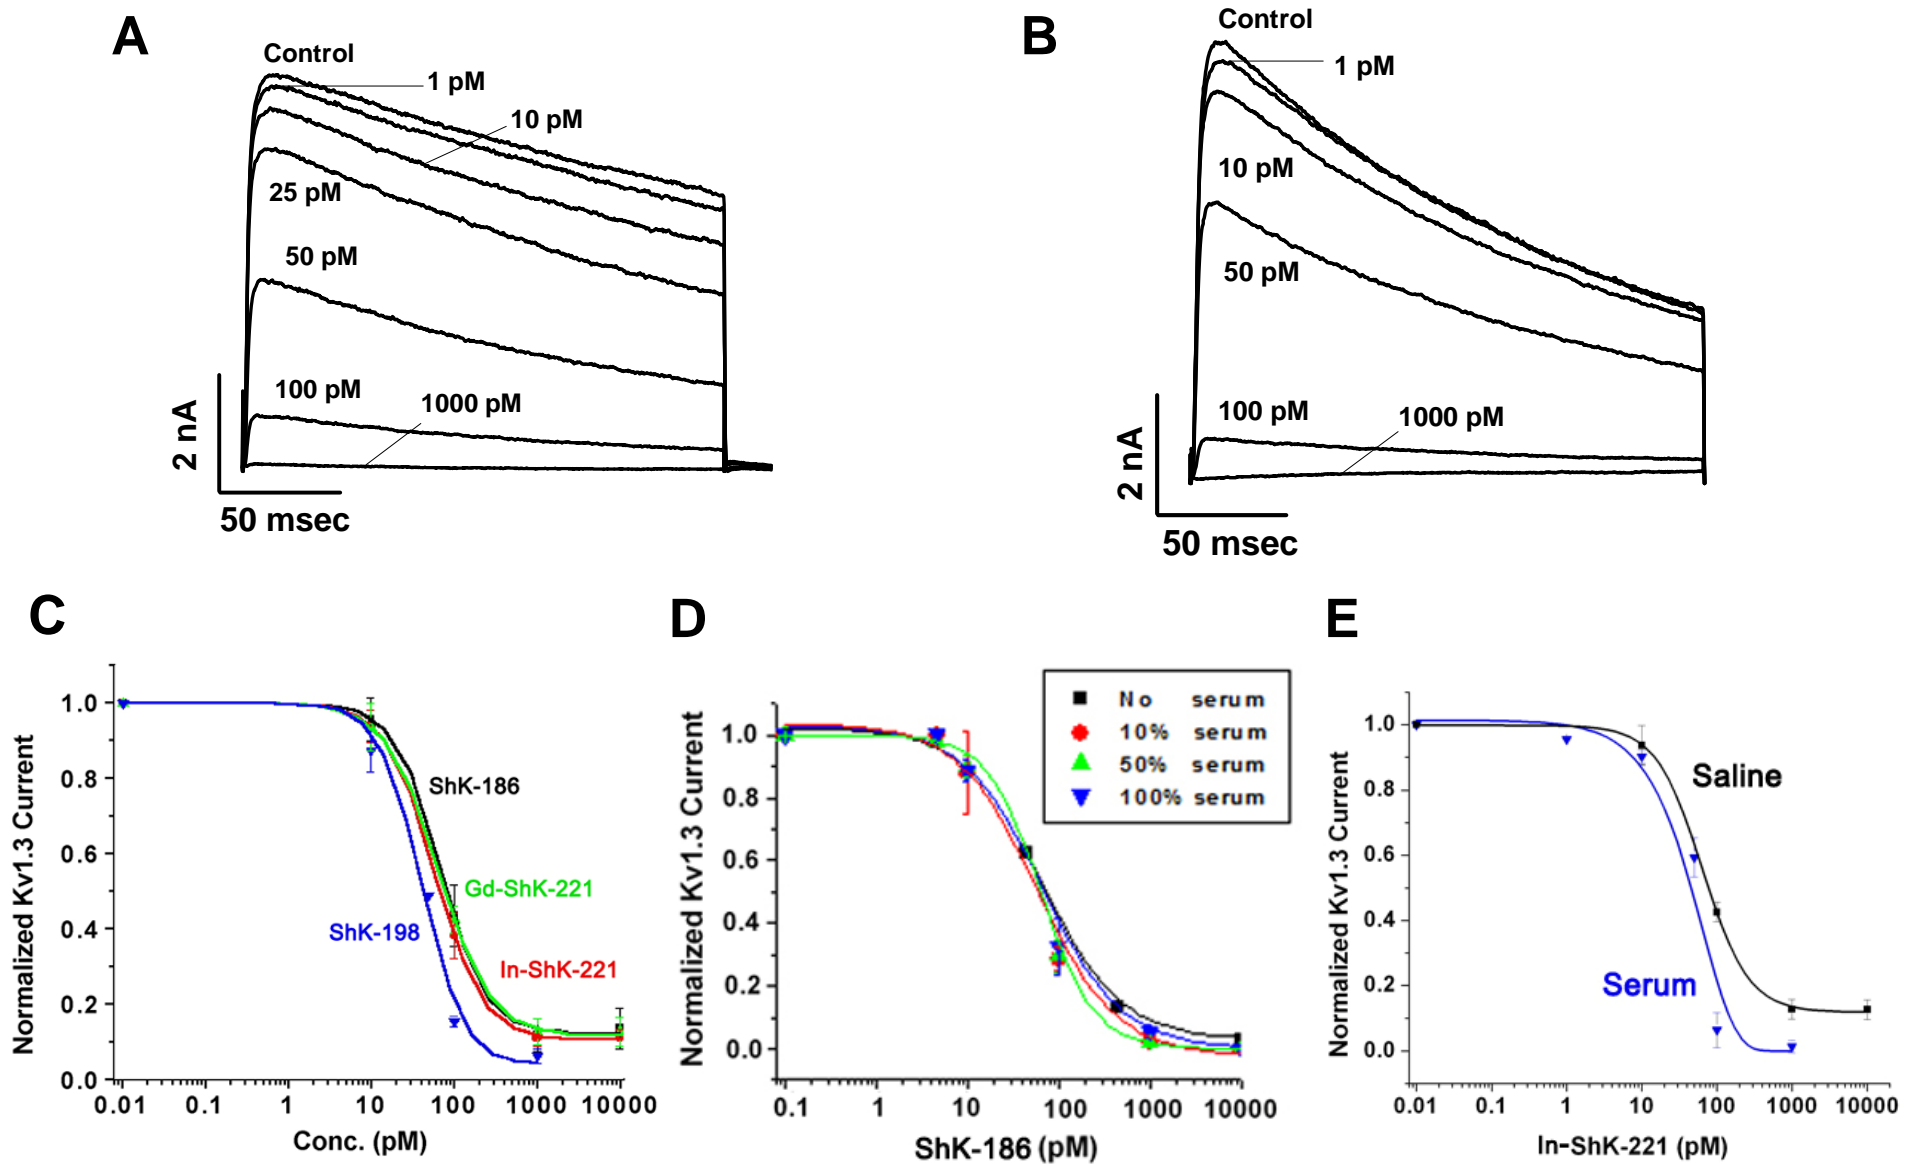 A
Control
1 pM
10 pM
25 pM
50 pM
100 pM
1000 pM
2 nA
50 msec
B
Control
1 pM
10 pM
50 pM
100 pM
1000 pM
2 nA
50 msec
C
Normalized Kv1.3 Current
1.0
0.8
0.6
0.4
0.2
0.0
ShK-186
Gd-ShK-221
ShK-198
In-ShK-221
0.01 0.1 1 10 100 1000 10000
Conc. (pM)
D
Normalized Kv1.3 Current
1.0
0.8
0.6
0.4
0.2
0.0
No serum
10% serum
50% serum
100% serum
0.1 1 10 100 1000 10000
ShK-186 (pM)
E
Normalized Kv1.3 Current
1.0
0.8
0.6
0.4
0.2
0.0
Saline
Serum
0.01 0.1 1 10 100 1000 10000
In-ShK-221 (pM)